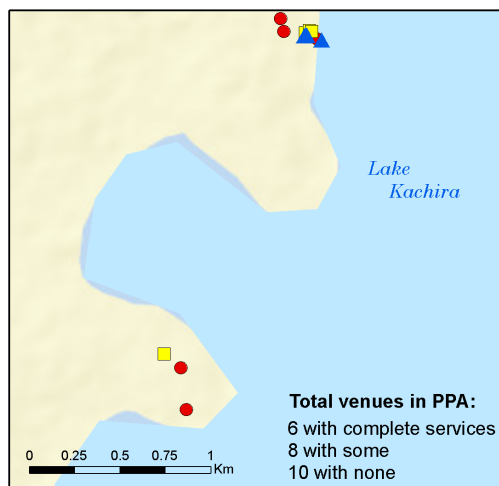 Lake
Kachira
Total venues in PPA:
6 with complete services
8 with some
10 with none
0 0.25 0.5 0.75 1
Km